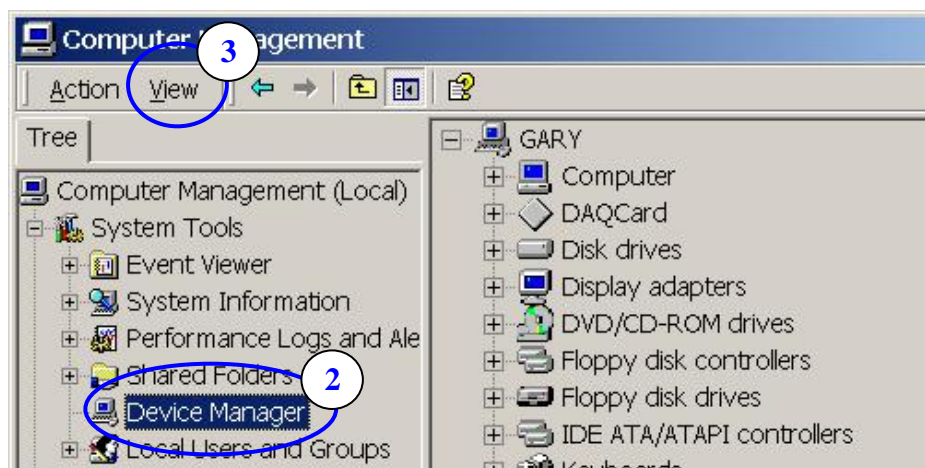 Computer Management
3
Action View
Tree
Computer Management (Local)
System Tools
Event Viewer
System Information
Performance Logs and Ale
Shared Folders
2
Device Manager
Local Users and Groups
GARY
Computer
DAQCard
Disk drives
Display adapters
DVD/CD-ROM drives
Floppy disk controllers
Floppy disk drives
IDE ATA/ATAPI controllers
Keyboards